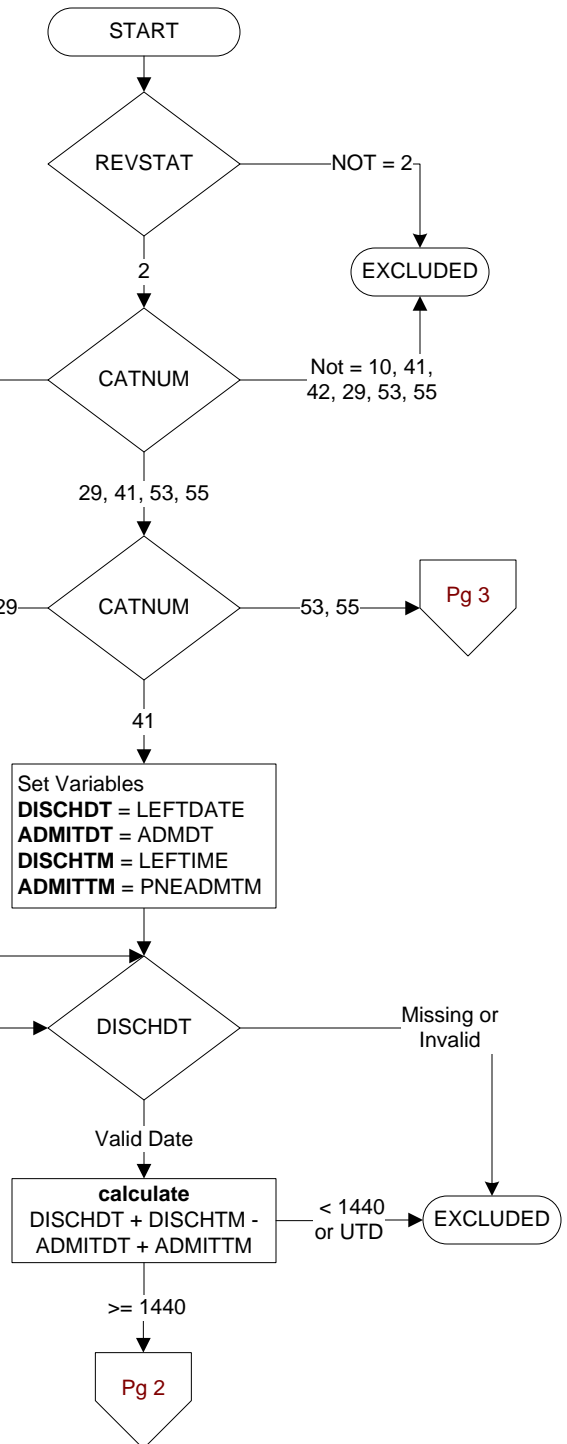 START
REVSTAT
NOT = 2
2
EXCLUDED
CATNUM
Not = 10, 41,
42, 29, 53, 55
29, 41, 53, 55
29
CATNUM
53, 55
Pg 3
41
Set Variables
DISCHDT = LEFTDATE
ADMITDT = ADMDT
DISCHTM = LEFTIME
ADMITTM = PNEADMTM
DISCHDT
Missing or
Invalid
Valid Date
calculate
DISCHDT + DISCHTM -
ADMITDT + ADMITTM
< 1440
or UTD
EXCLUDED
>= 1440
Pg 2